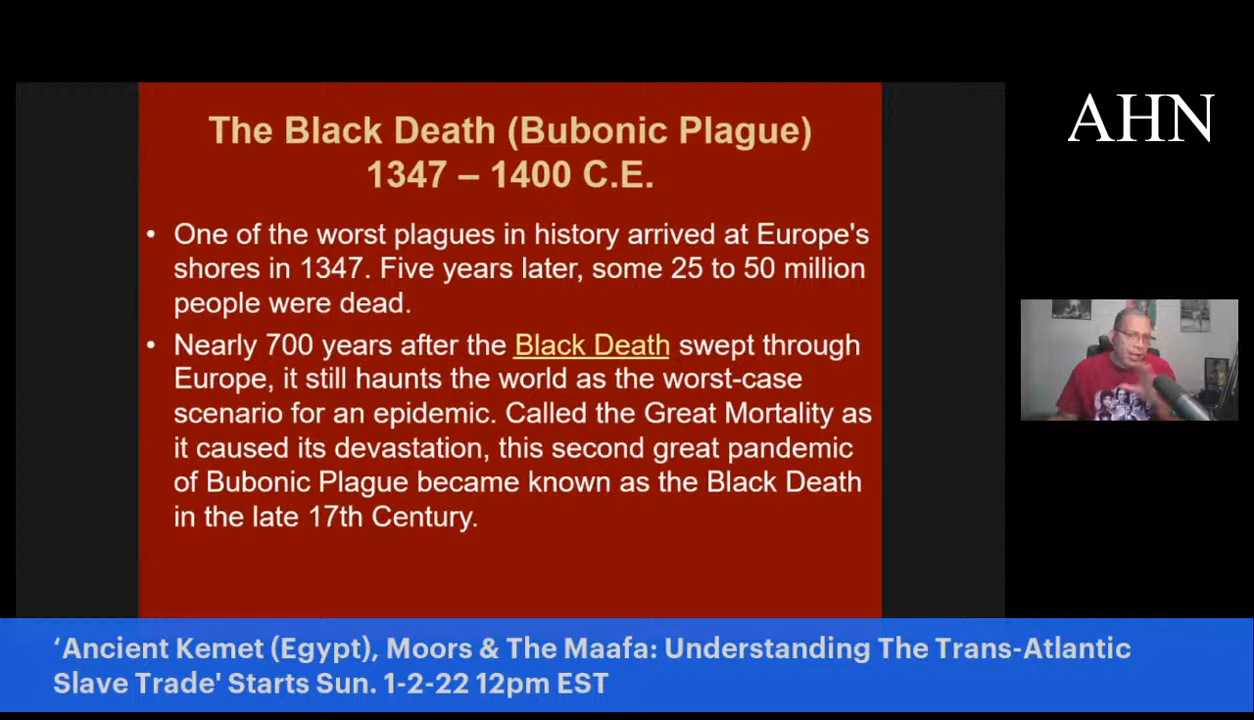 The Black Death (Bubonic Plague)
1347 – 1400 C.E.
AHN
• One of the worst plagues in history arrived at Europe's
shores in 1347. Five years later, some 25 to 50 million
people were dead.
• Nearly 700 years after the Black Death swept through
Europe, it still haunts the world as the worst-case
scenario for an epidemic. Called the Great Mortality as
it caused its devastation, this second great pandemic
of Bubonic Plague became known as the Black Death
in the late 17th Century.
‘Ancient Kemet (Egypt), Moors & The Maafa: Understanding The Trans-Atlantic
Slave Trade' Starts Sun. 1-2-22 12pm EST